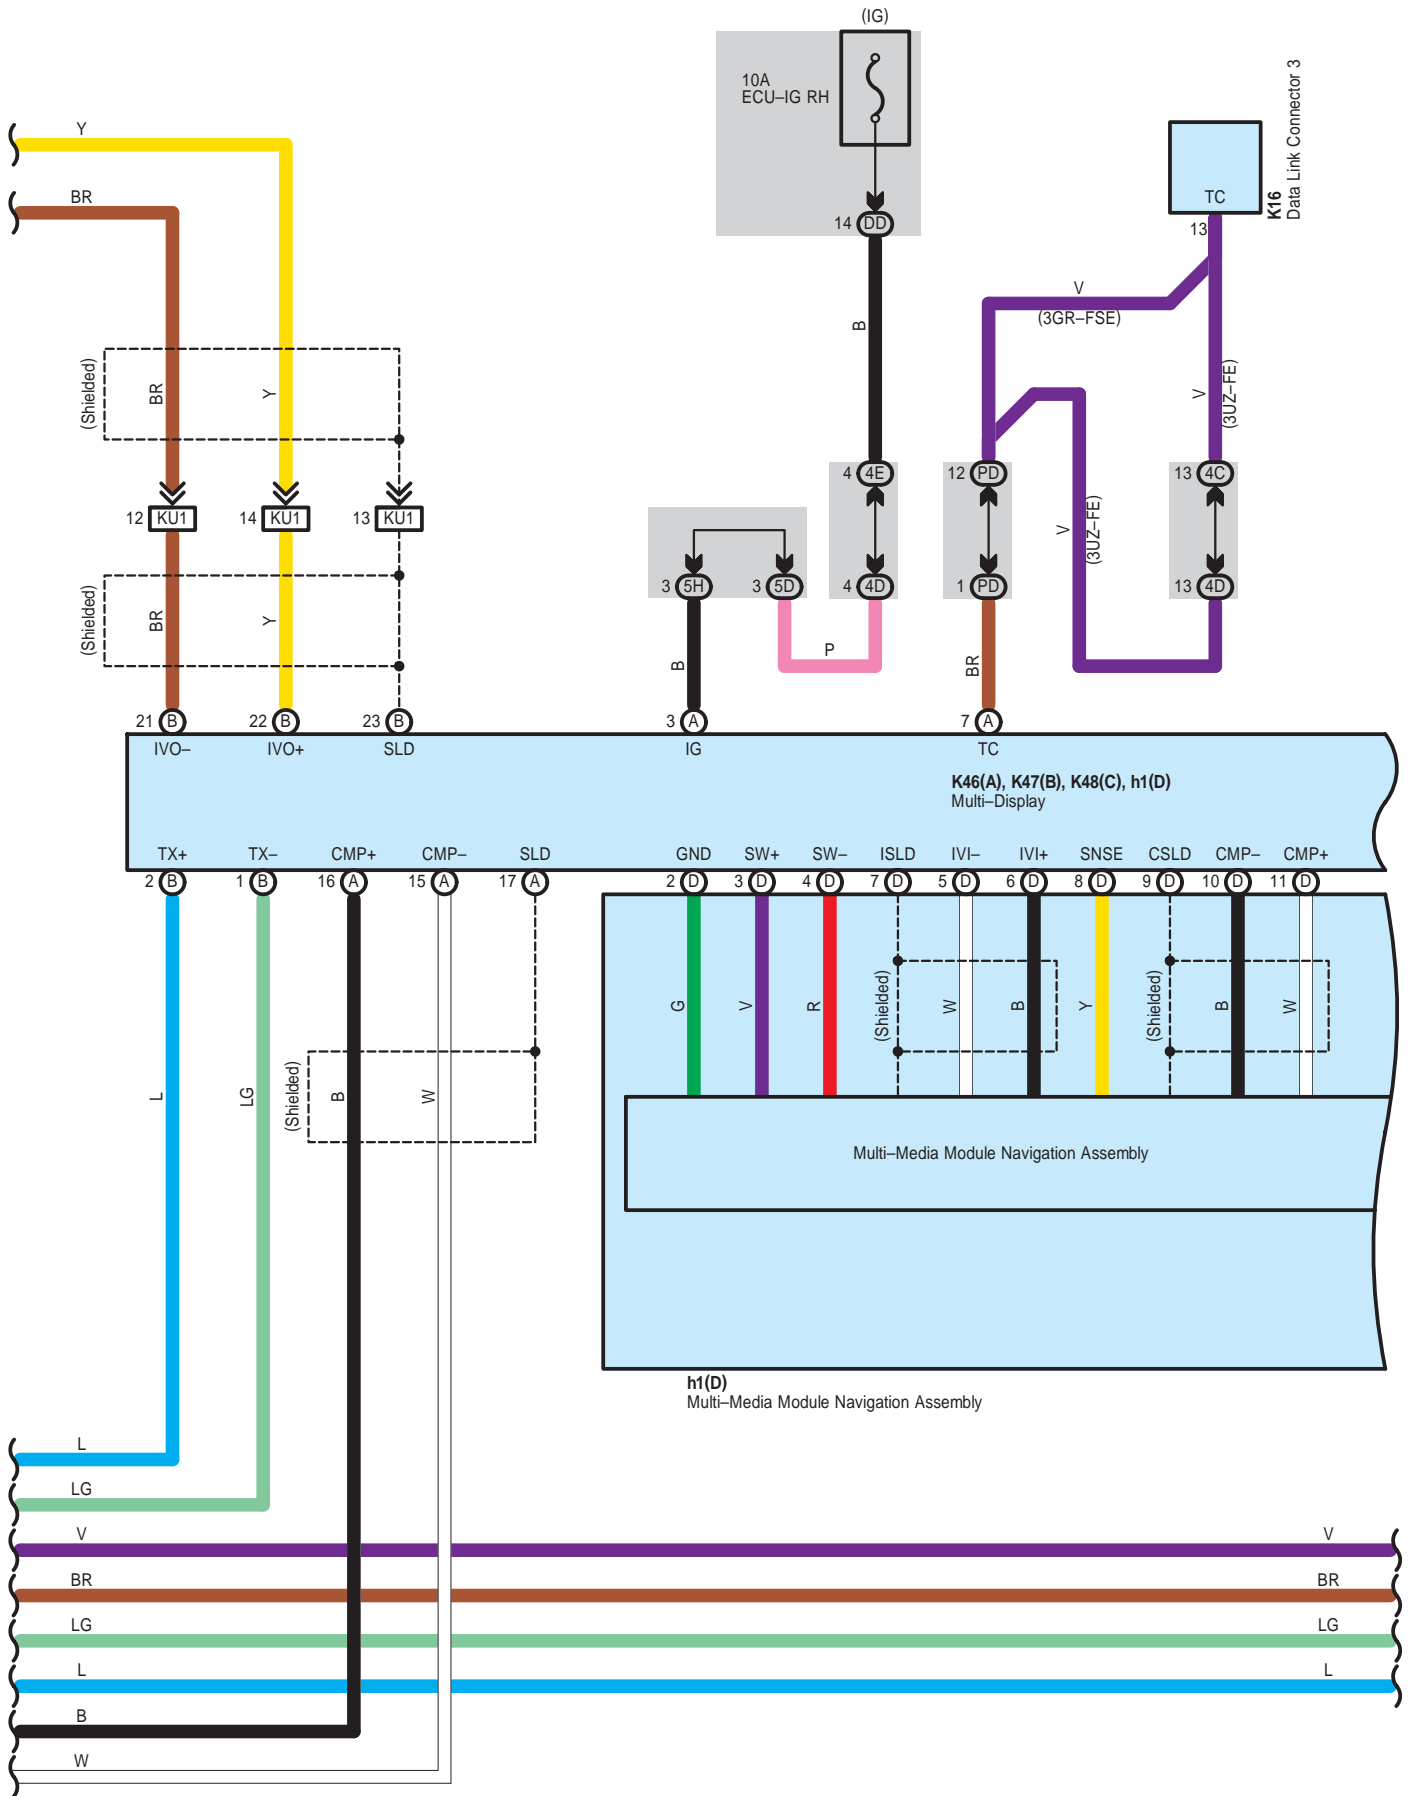 (IG)
10A
ECU–IG RH
14 DD
TC
13
K16
Data Link Connector 3
Y
BR
V
(3GR–FSE)
B
V
(3UZ–FE)
(Shielded)
BR
Y
4 4E
12 PD
13 4C
12 KU1
14 KU1
13 KU1
V
(3UZ–FE)
3 5H
3 5D
4 4D
1 PD
13 4D
(Shielded)
BR
Y
B
P
BR
21 B
22 B
23 B
3 A
7 A
IVO–
IVO+
SLD
IG
TC
K46(A), K47(B), K48(C), h1(D)
Multi–Display
TX+
TX–
CMP+
CMP–
SLD
GND
SW+
SW–
ISLD
IVI–
IVI+
SNSE
CSLD
CMP–
CMP+
2 B
1 B
16 A
15 A
17 A
2 D
3 D
4 D
7 D
5 D
6 D
8 D
9 D
10 D
11 D
G
V
R
(Shielded)
W
B
Y
(Shielded)
B
W
L
LG
(Shielded)
B
W
Multi–Media Module Navigation Assembly
h1(D)
Multi–Media Module Navigation Assembly
L
LG
V
V
BR
BR
LG
LG
L
L
B
W